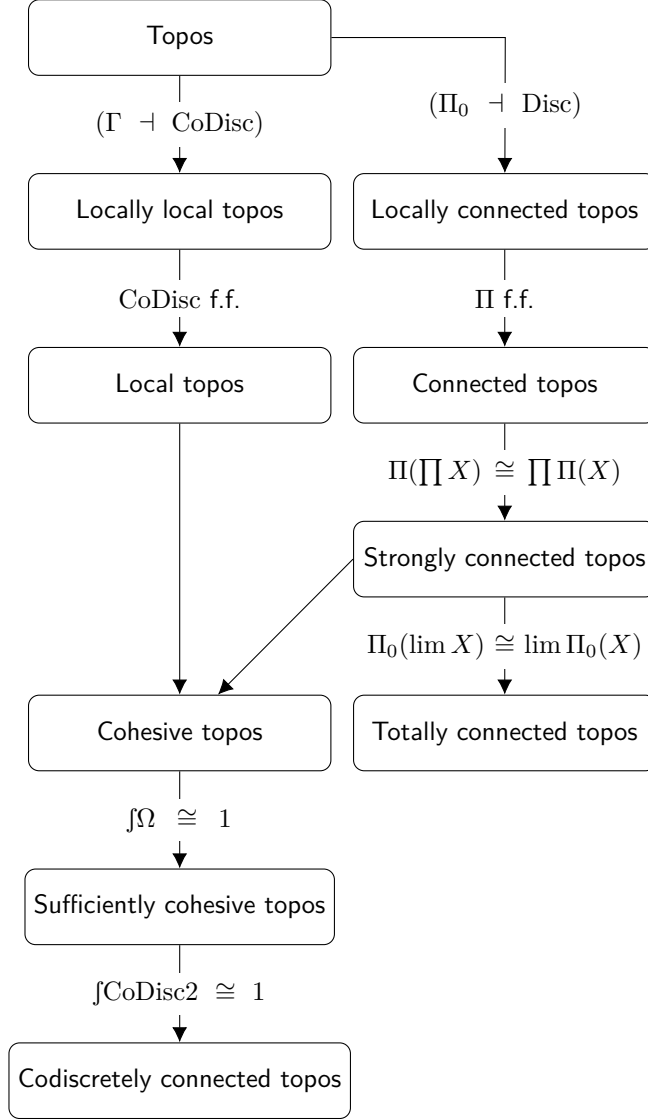 Topos
(Γ ⊣ CoDisc)
(Π₀ ⊣ Disc)
Locally local topos
Locally connected topos
CoDisc f.f.
Π f.f.
Local topos
Connected topos
Π(∏ X) ≅ ∏ Π(X)
Strongly connected topos
Π₀(lim X) ≅ lim Π₀(X)
Cohesive topos
Totally connected topos
∫Ω ≅ 1
Sufficiently cohesive topos
∫CoDisc2 ≅ 1
Codiscretely connected topos